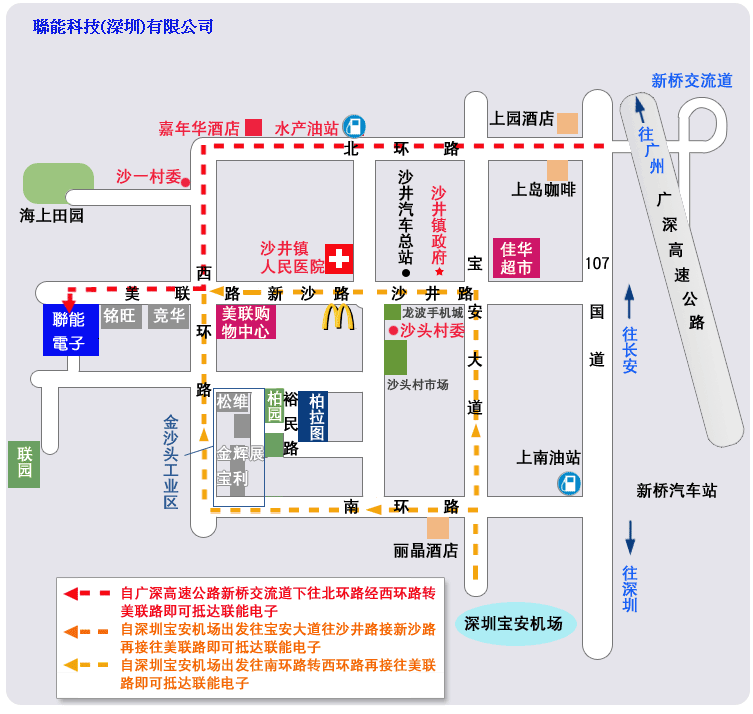 聯能科技(深圳)有限公司
新桥交流道
嘉年华酒店
水产油站
上园酒店
北环路
往广州
沙一村委
海上田园
上岛咖啡
沙井汽车总站
沙井镇政府
广深高速公路
沙井镇
人民医院
佳华
超市
宝安大道
107国道
西环路
美联路
新沙路
沙井路
聯能
電子
铭旺
竞华
美联购
物中心
龙波手机城
沙头村委
往长安
沙头村市场
松维
柏园
裕民路
柏拉图
金沙头工业区
金辉展
宝利
联园
上南油站
新桥汽车站
南环路
丽晶酒店
往深圳
深圳宝安机场
自广深高速公路新桥交流道下往北环路经西环路转
美联路即可抵达联能电子
自深圳宝安机场出发往宝安大道往沙井路接新沙路
再接往美联路即可抵达联能电子
自深圳宝安机场出发往南环路转西环路再接往美联
路即可抵达联能电子